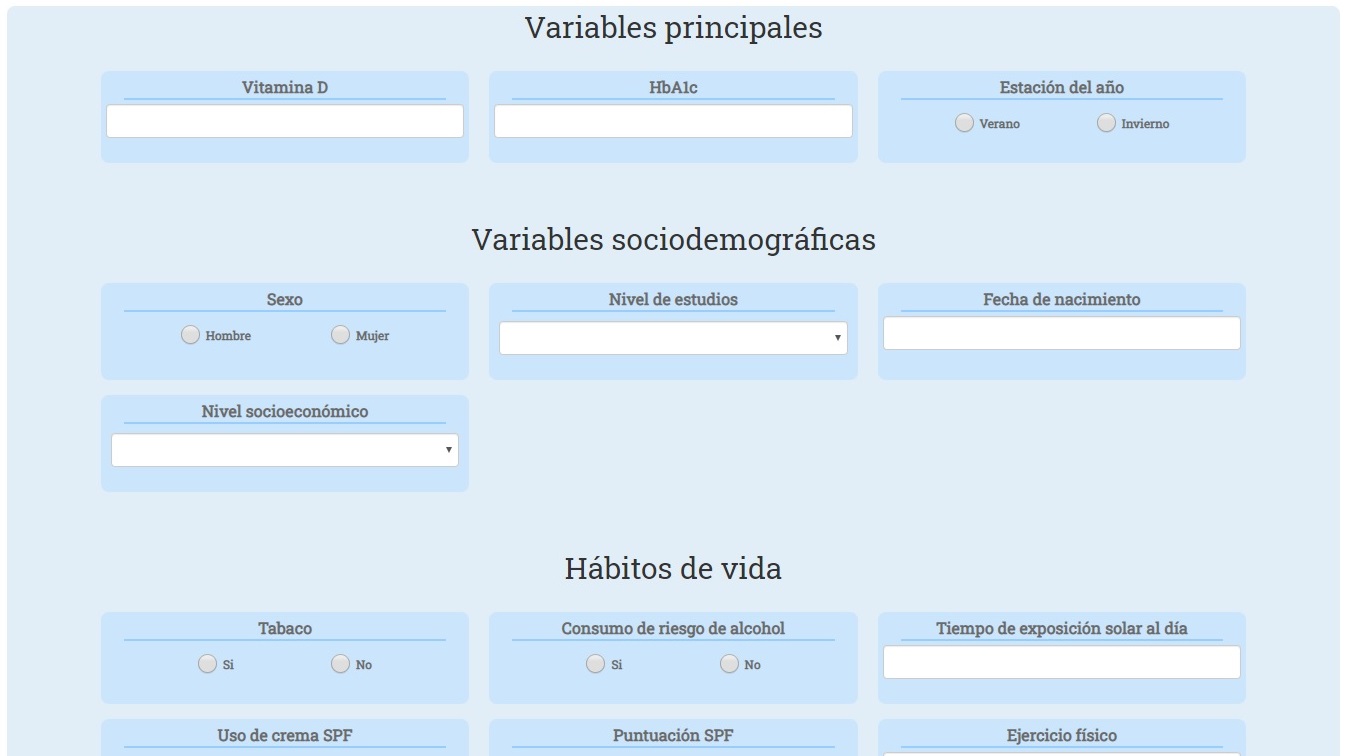 Variables principales
Vitamina D
HbA1c
Estación del año
Verano
Invierno
Variables sociodemográficas
Sexo
Nivel de estudios
Fecha de nacimiento
Hombre
Mujer
Nivel socioeconómico
Hábitos de vida
Tabaco
Consumo de riesgo de alcohol
Tiempo de exposición solar al día
Si
No
Si
No
Uso de crema SPF
Puntuación SPF
Ejercicio físico